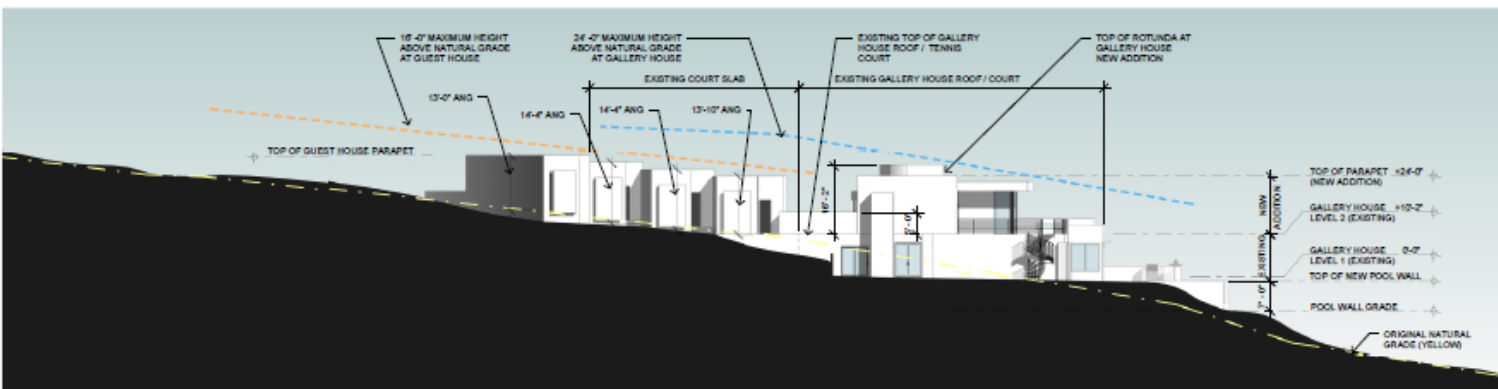 16'-0" MAXIMUM HEIGHT
ABOVE NATURAL GRADE
AT GUEST HOUSE
24'-0" MAXIMUM HEIGHT
ABOVE NATURAL GRADE
AT GALLERY HOUSE
EXISTING TOP OF GALLERY
HOUSE ROOF / TENNIS
COURT
TOP OF ROTUNDA AT
GALLERY HOUSE
NEW ADDITION
EXISTING COURT SLAB
EXISTING GALLERY HOUSE ROOF / COURT
13'-0" ANG
14'-4" ANG
14'-4" ANG
13'-10" ANG
TOP OF GUEST HOUSE PARAPET
16'-2"
NEW
ADDITION
EXISTING
7'-0"
TOP OF PARAPET +24'-0"
(NEW ADDITION)
GALLERY HOUSE +10'-2"
LEVEL 2 (EXISTING)
GALLERY HOUSE 0'-0"
LEVEL 1 (EXISTING)
TOP OF NEW POOL WALL
POOL WALL GRADE
ORIGINAL NATURAL
GRADE (YELLOW)